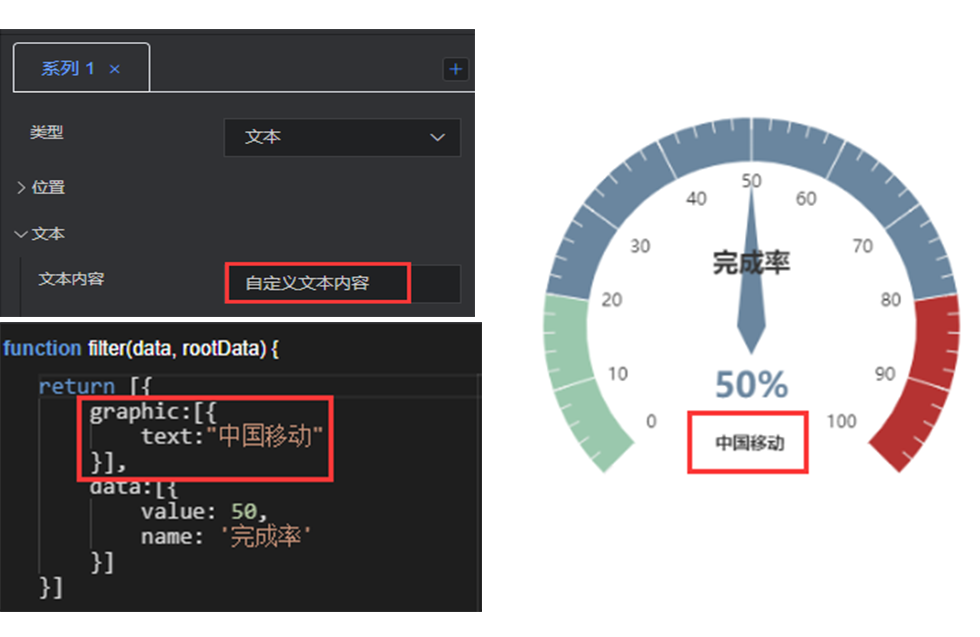 系列 1 ×
+
类型
文本
位置
文本
文本内容
自定义文本内容
function filter(data, rootData) {
return [{
graphic:[{
text:"中国移动"
}],
data:[{
value: 50,
name: '完成率'
}]
}]
50
40
60
30
70
完成率
20
80
10
90
50%
0
100
中国移动